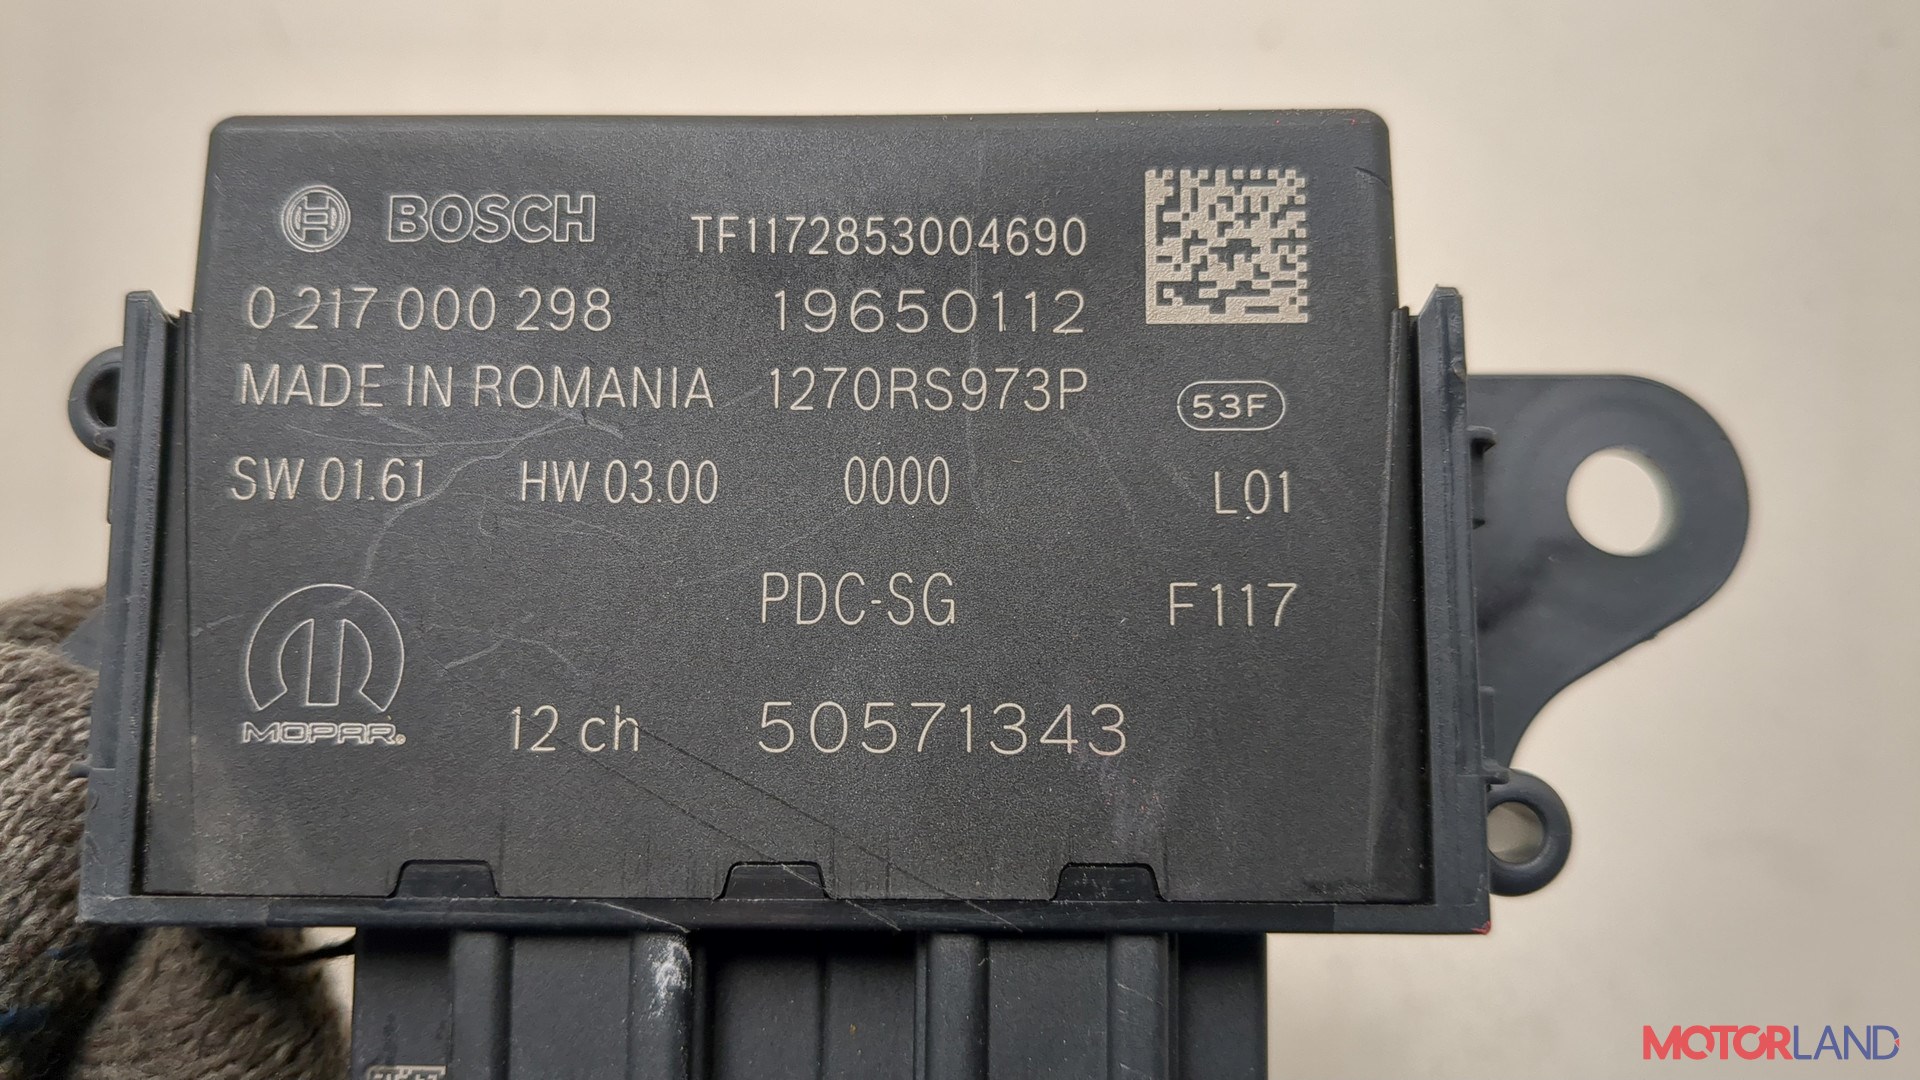 BOSCH TF1172853004690
0 217 000 298 19650112
MADE IN ROMANIA 1270RS973P
53F
SW 01.61 HW 03.00 0000 L01
PDC-SG F117
MOPAR®
12 ch 50571343
MOTORLAND